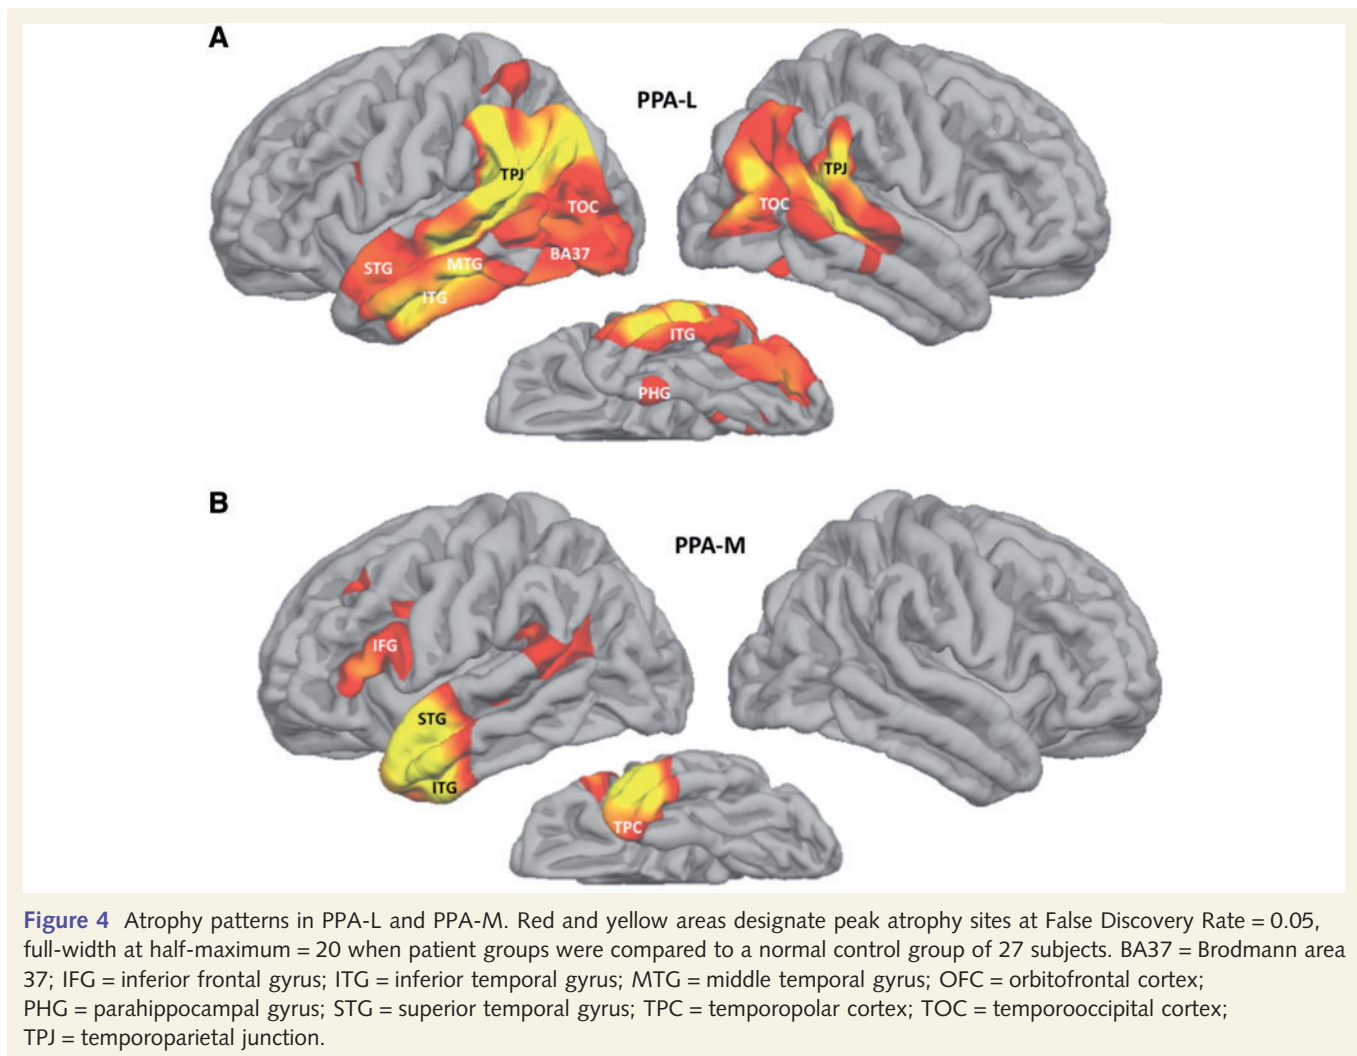 A
PPA-L
TPJ
TPJ
TOC
TOC
BA37
STG
MTG
ITG
ITG
PHG
B
PPA-M
IFG
STG
ITG
TPC
Figure 4 Atrophy patterns in PPA-L and PPA-M. Red and yellow areas designate peak atrophy sites at False Discovery Rate = 0.05,
full-width at half-maximum = 20 when patient groups were compared to a normal control group of 27 subjects. BA37 = Brodmann area
37; IFG = inferior frontal gyrus; ITG = inferior temporal gyrus; MTG = middle temporal gyrus; OFC = orbitofrontal cortex;
PHG = parahippocampal gyrus; STG = superior temporal gyrus; TPC = temporopolar cortex; TOC = temporooccipital cortex;
TPJ = temporoparietal junction.